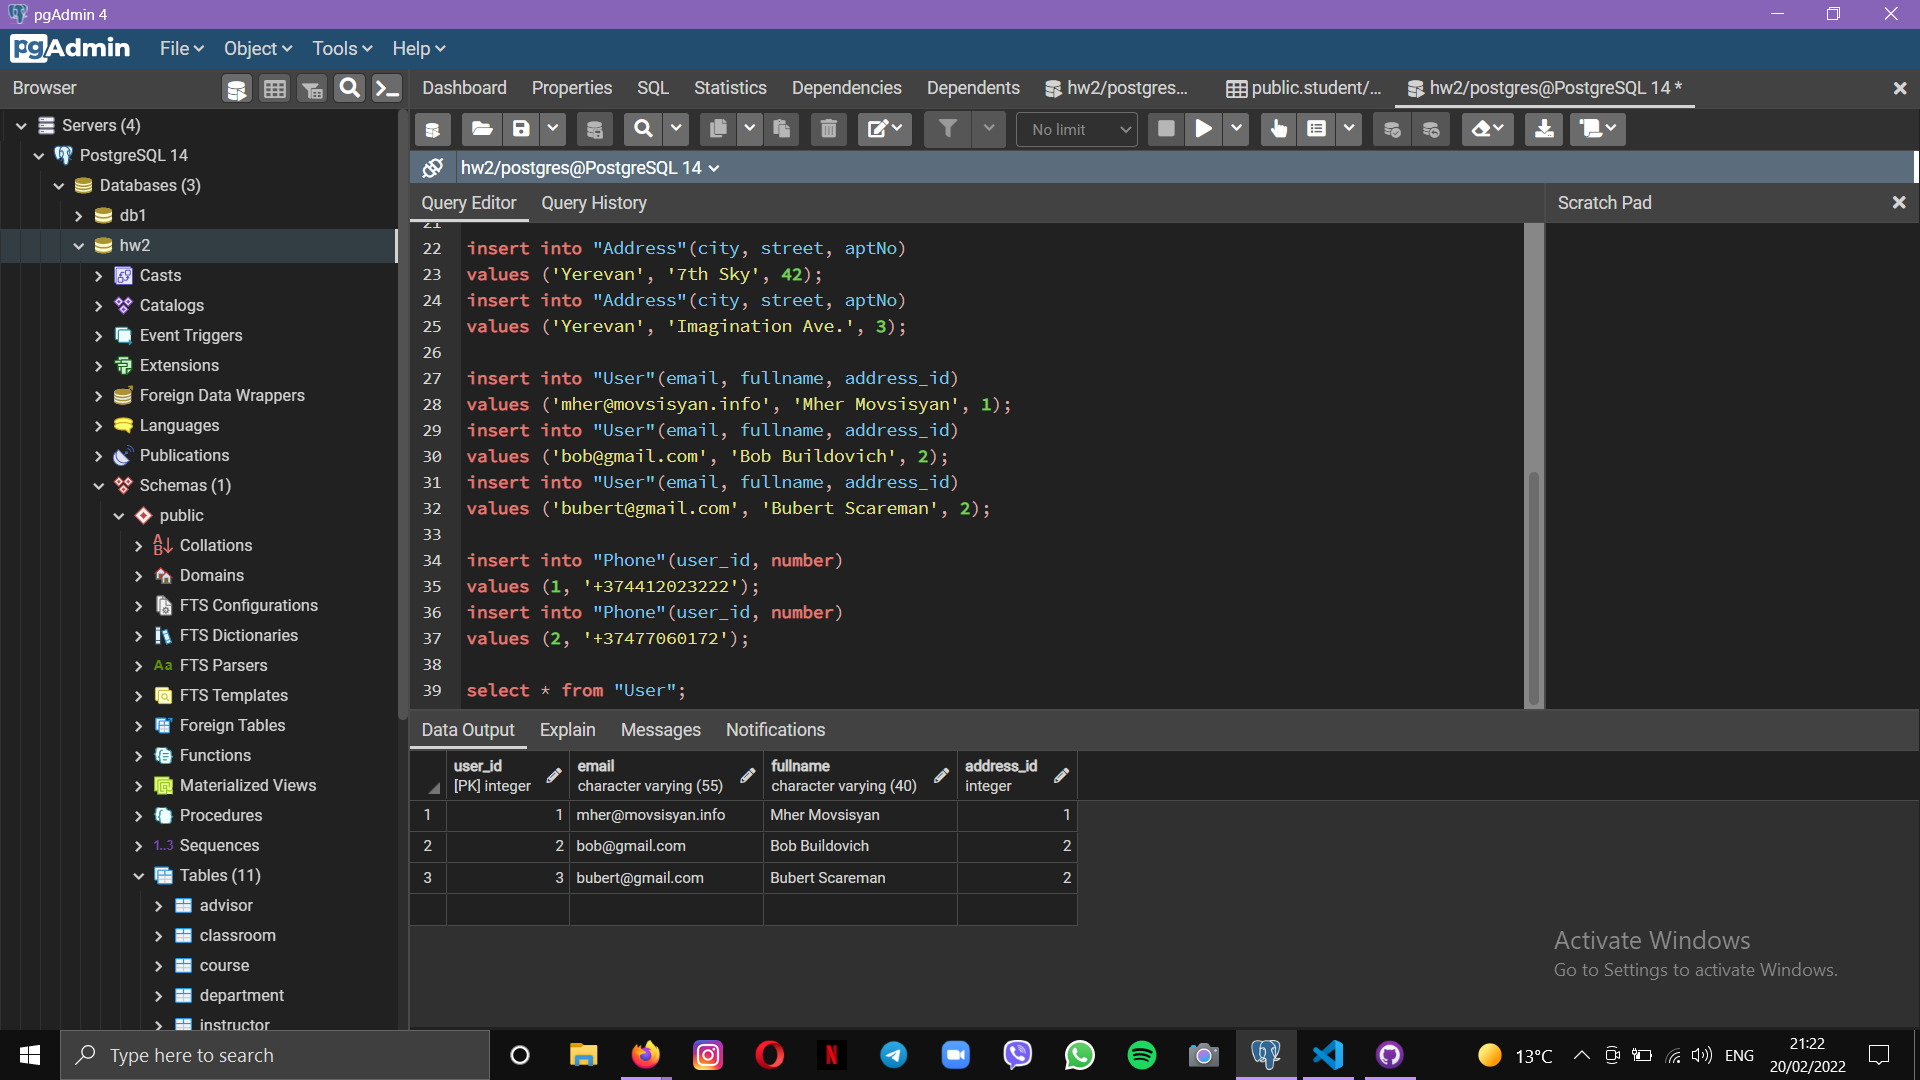 pgAdmin 4
pgAdmin File Object Tools Help
Browser
Dashboard Properties SQL Statistics Dependencies Dependents hw2/postgres... public.student/... hw2/postgres@PostgreSQL 14 *
No limit
hw2/postgres@PostgreSQL 14
Query Editor Query History
Scratch Pad
Servers (4)
PostgreSQL 14
Databases (3)
db1
hw2
Casts
Catalogs
Event Triggers
Extensions
Foreign Data Wrappers
Languages
Publications
Schemas (1)
public
Collations
Domains
FTS Configurations
FTS Dictionaries
Aa FTS Parsers
FTS Templates
Foreign Tables
Functions
Materialized Views
Procedures
1..3 Sequences
Tables (11)
advisor
classroom
course
department
instructor
21
22 insert into "Address"(city, street, aptNo)
23 values ('Yerevan', '7th Sky', 42);
24 insert into "Address"(city, street, aptNo)
25 values ('Yerevan', 'Imagination Ave.', 3);
26
27 insert into "User"(email, fullname, address_id)
28 values ('mher@movsisyan.info', 'Mher Movsisyan', 1);
29 insert into "User"(email, fullname, address_id)
30 values ('bob@gmail.com', 'Bob Buildovich', 2);
31 insert into "User"(email, fullname, address_id)
32 values ('bubert@gmail.com', 'Bubert Scareman', 2);
33
34 insert into "Phone"(user_id, number)
35 values (1, '+374412023222');
36 insert into "Phone"(user_id, number)
37 values (2, '+37477060172');
38
39 select * from "User";
Data Output Explain Messages Notifications
user_id email fullname address_id
[PK] integer character varying (55) character varying (40) integer
1 1 mher@movsisyan.info Mher Movsisyan 1
2 2 bob@gmail.com Bob Buildovich 2
3 3 bubert@gmail.com Bubert Scareman 2
Activate Windows
Go to Settings to activate Windows.
Type here to search
13°C
ENG
21:22
20/02/2022